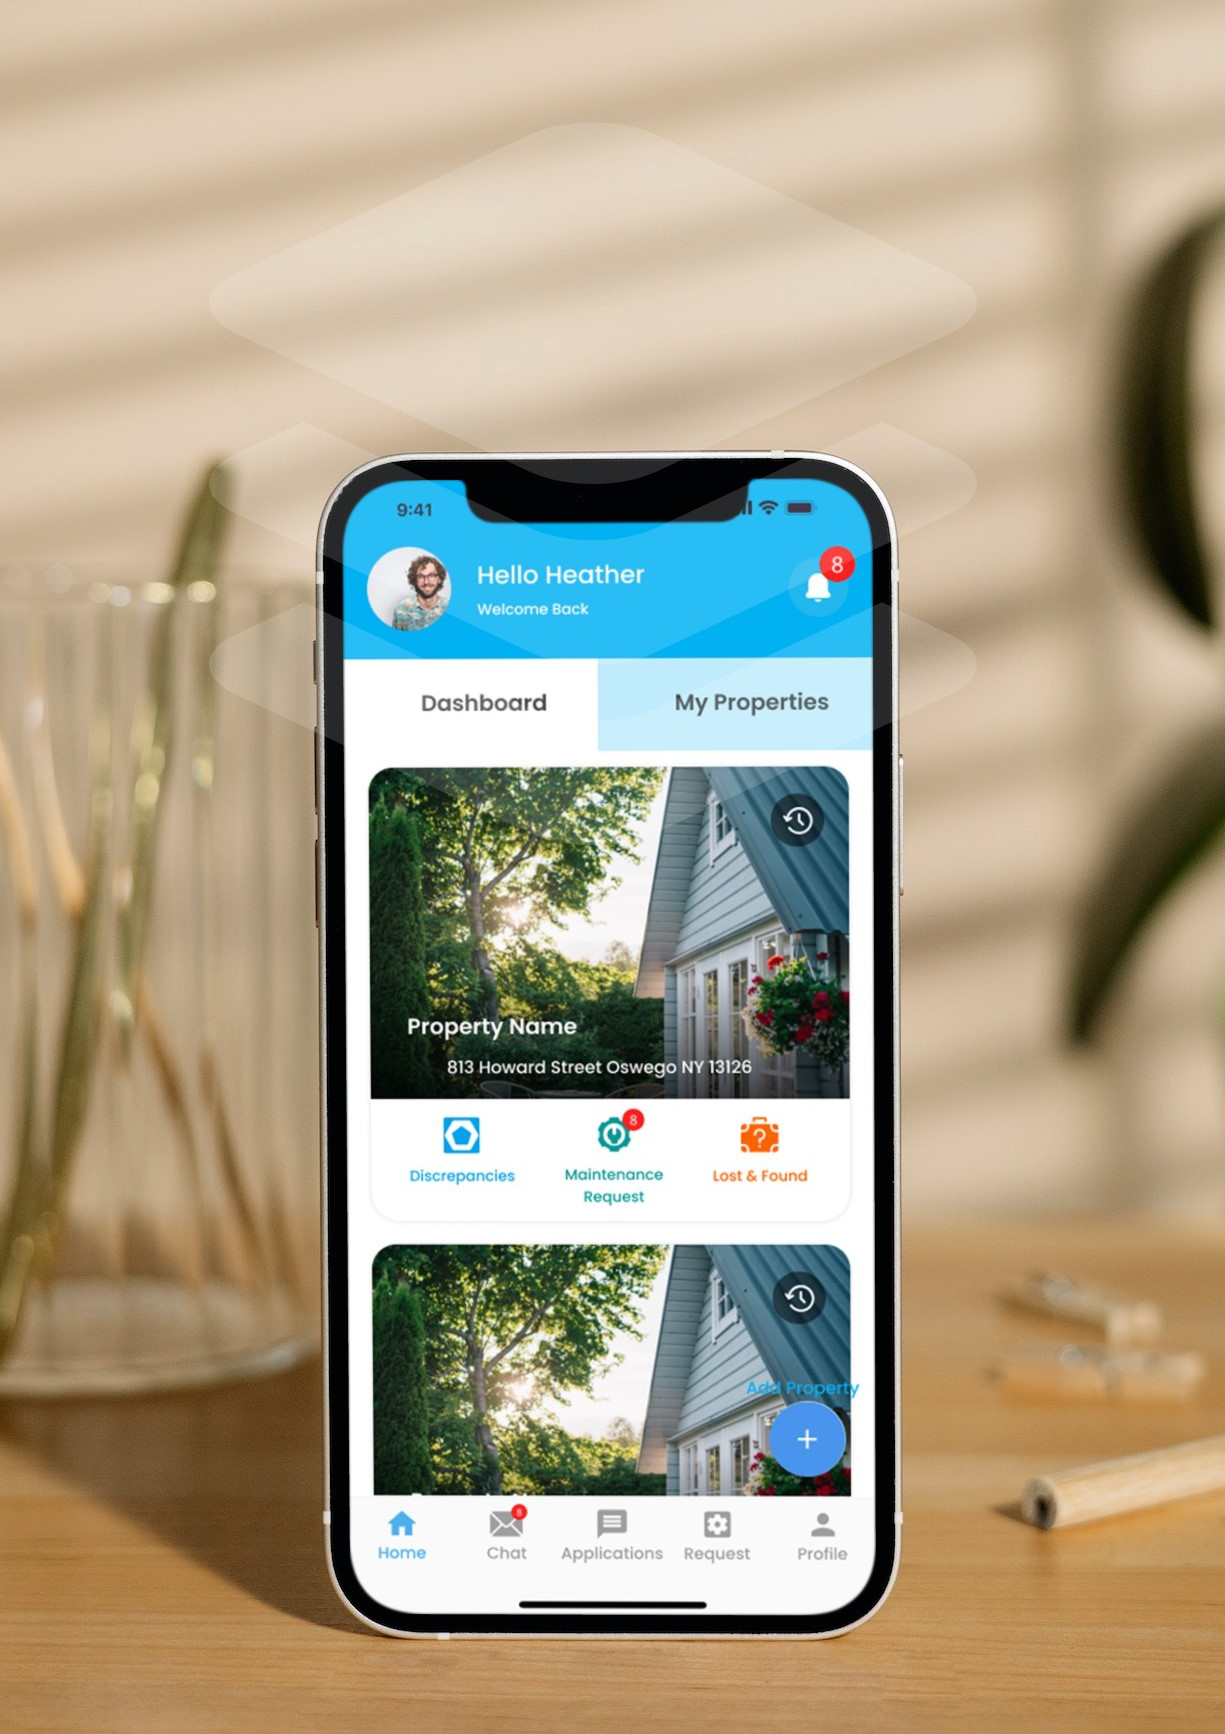 9:41
Hello Heather
8
Welcome Back
Dashboard
My Properties
Property Name
813 Howard Street Oswego NY 13126
8
Discrepancies
Maintenance
Request
Lost & Found
Add Property
8
Home
Chat
Applications
Request
Profile